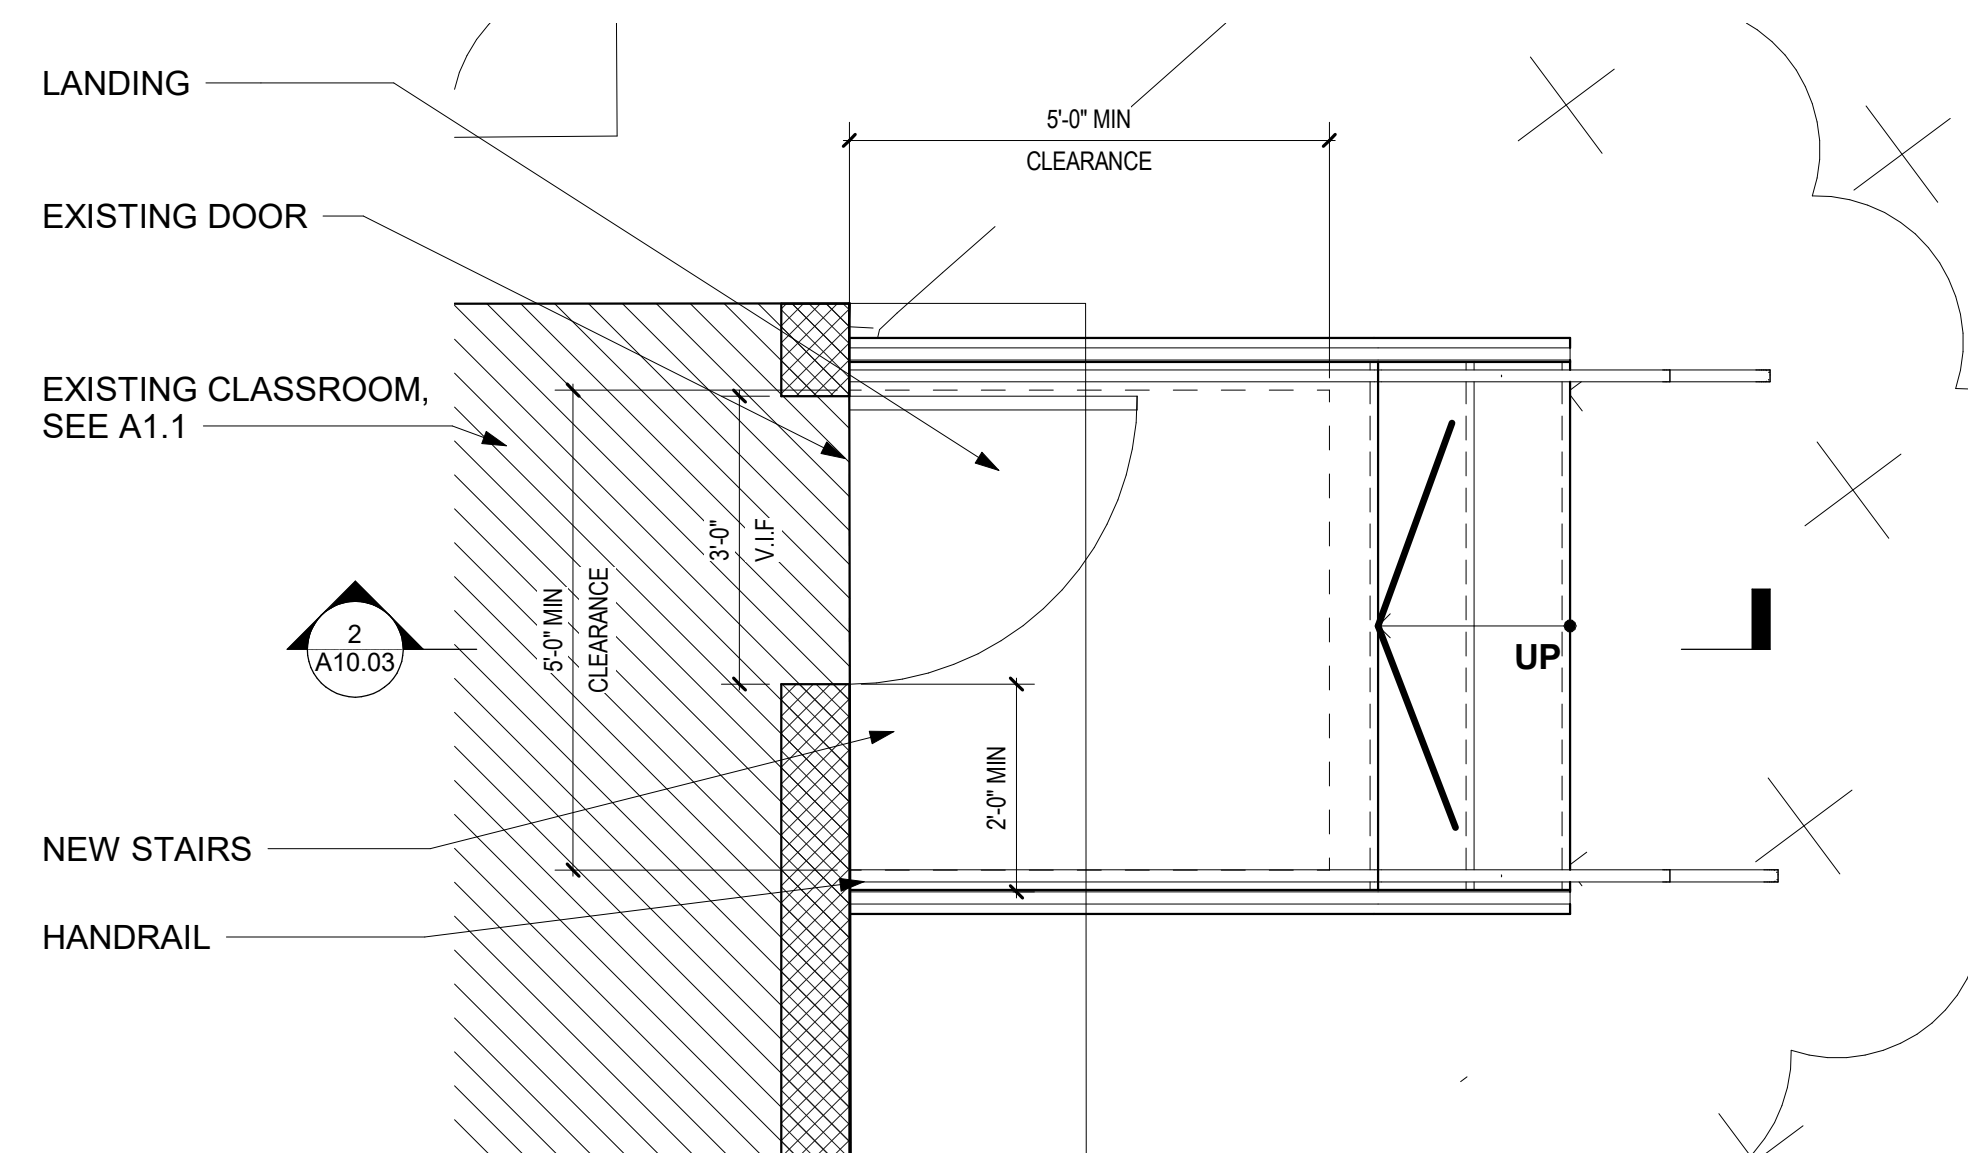 LANDING
5'-0" MIN
CLEARANCE
EXISTING DOOR
EXISTING CLASSROOM,
SEE A1.1
3'-0"
V.I.F
5'-0" MIN
CLEARANCE
2
A10.03
UP
2'-0" MIN
NEW STAIRS
HANDRAIL